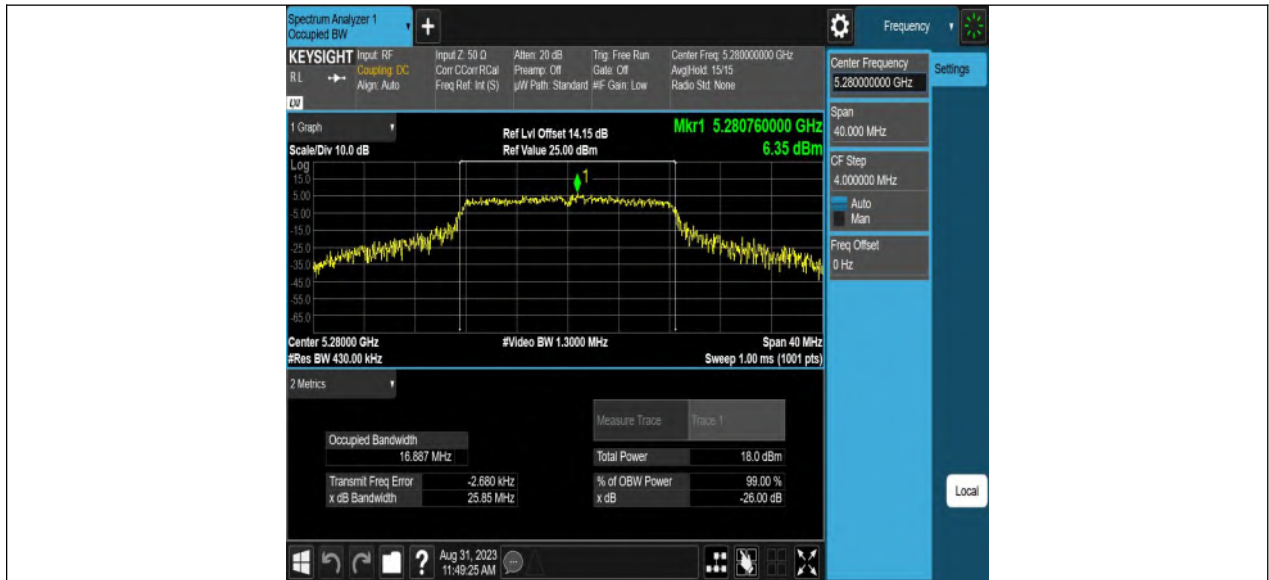 Spectrum Analyzer 1
Occupied BW
+
Frequency
KEYSIGHT Input: RF Input Z: 50 Ω Atten: 20 dB Trig: Free Run Center Freq: 5.280000000 GHz
RL Coupling: DC Corr CCorr RCal Preamp: Off Gate: Off Avg|Hold: 15/15
Align: Auto Freq Ref: Int (S) µW Path: Standard #IF Gain: Low Radio Std: None
LXI
Center Frequency
5.280000000 GHz
Settings
Span
40.000 MHz
CF Step
4.000000 MHz
Auto
Man
Freq Offset
0 Hz
1 Graph
Ref Lvl Offset 14.15 dB
Mkr1 5.280760000 GHz
Scale/Div 10.0 dB
Ref Value 25.00 dBm
6.35 dBm
Log
15.0
5.00
-5.00
-15.0
-25.0
-35.0
-45.0
-55.0
-65.0
1
Center 5.28000 GHz #Video BW 1.3000 MHz Span 40 MHz
#Res BW 430.00 kHz Sweep 1.00 ms (1001 pts)
2 Metrics
Measure Trace Trace 1
Occupied Bandwidth
16.887 MHz
Total Power 18.0 dBm
Transmit Freq Error -2.680 kHz % of OBW Power 99.00 %
x dB Bandwidth 25.85 MHz x dB -26.00 dB
Local
? Aug 31, 2023
11:49:25 AM